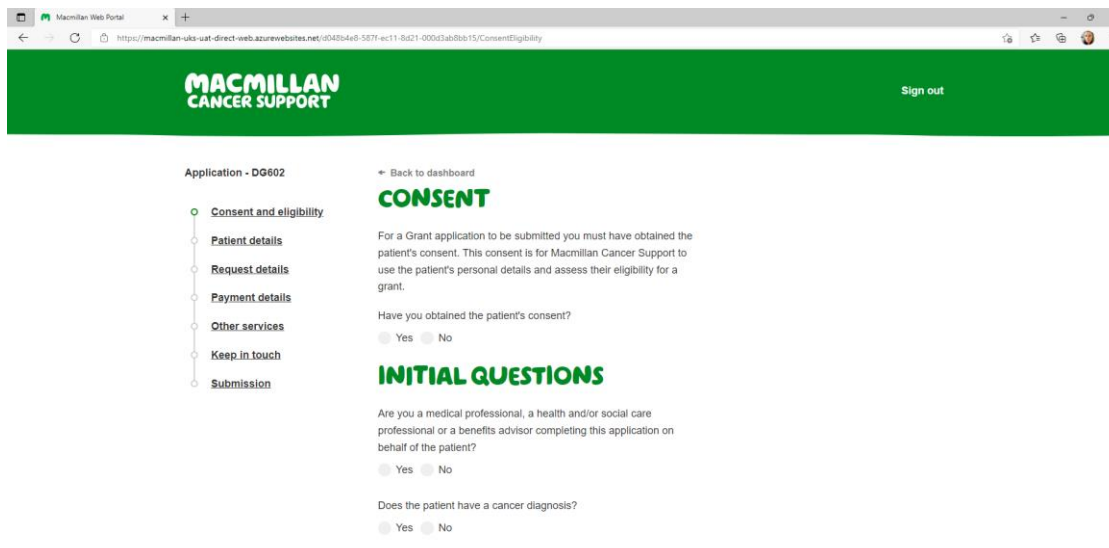 Macmillan Web Portal
https://macmillan-uks-uat-direct-web.azurewebsites.net/d048b4e8-587f-ec11-8d21-000d3ab8bb15/ConsentEligibility
MACMILLAN
CANCER SUPPORT
Sign out
Application - DG602
Consent and eligibility
Patient details
Request details
Payment details
Other services
Keep in touch
Submission
Back to dashboard
CONSENT
For a Grant application to be submitted you must have obtained the
patient's consent. This consent is for Macmillan Cancer Support to
use the patient's personal details and assess their eligibility for a
grant.
Have you obtained the patient's consent?
Yes No
INITIAL QUESTIONS
Are you a medical professional, a health and/or social care
professional or a benefits advisor completing this application on
behalf of the patient?
Yes No
Does the patient have a cancer diagnosis?
Yes No